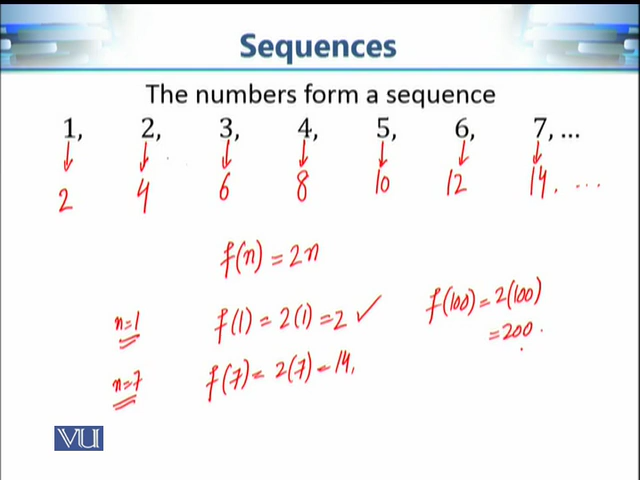 Sequences
The numbers form a sequence
1, 2, 3, 4, 5, 6, 7, ...
2 4 6 8 10 12 14, ...
f(n) = 2n
n=1 f(1) = 2(1) = 2 ✓
f(100) = 2(100)
= 200.
n=7 f(7) = 2(7) = 14,
VU